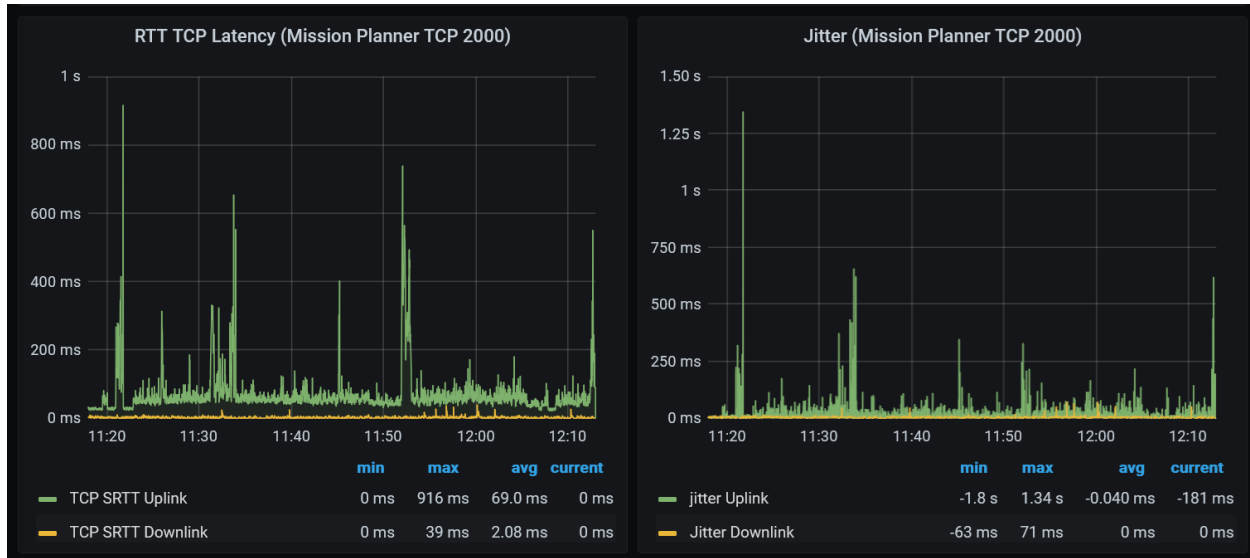 RTT TCP Latency (Mission Planner TCP 2000)
1 s
800 ms
600 ms
400 ms
200 ms
0 ms
11:20 11:30 11:40 11:50 12:00 12:10
min max avg current
TCP SRTT Uplink 0 ms 916 ms 69.0 ms 0 ms
TCP SRTT Downlink 0 ms 39 ms 2.08 ms 0 ms
Jitter (Mission Planner TCP 2000)
1.50 s
1.25 s
1 s
750 ms
500 ms
250 ms
0 ms
11:20 11:30 11:40 11:50 12:00 12:10
min max avg current
jitter Uplink -1.8 s 1.34 s -0.040 ms -181 ms
Jitter Downlink -63 ms 71 ms 0 ms 0 ms